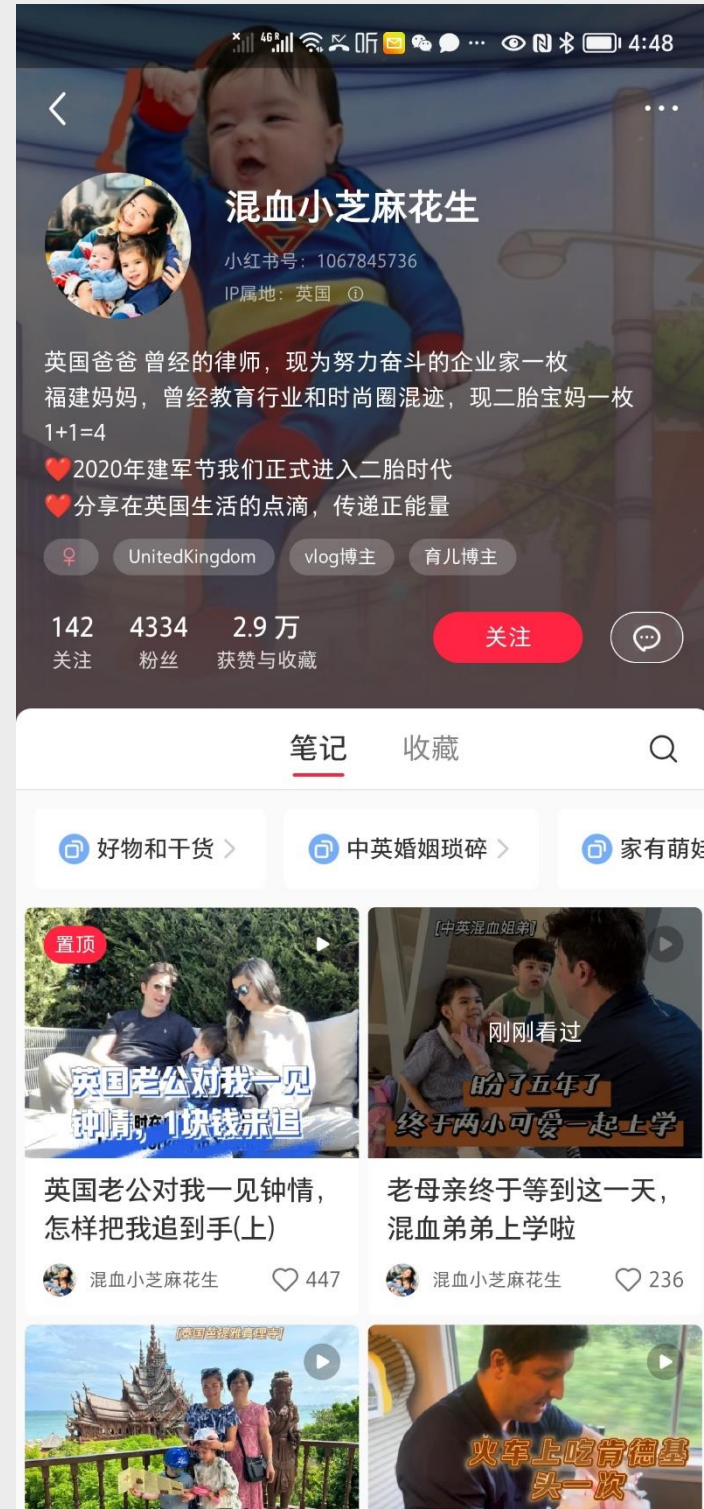 4G R 听 4:48
混血小芝麻花生
小红书号：1067845736
IP属地：英国
英国爸爸 曾经的律师，现为努力奋斗的企业家一枚
福建妈妈，曾经教育行业和时尚圈混迹，现二胎宝妈一枚
1+1=4
❤️2020年建军节我们正式进入二胎时代
❤️分享在英国生活的点滴，传递正能量
♀ UnitedKingdom vlog博主 育儿博主
142 4334 2.9 万
关注 粉丝 获赞与收藏
关注
笔记 收藏
好物和干货 中英婚姻琐碎 家有萌娃
置顶
英国老公对我一见
钟情，1块钱来追
英国老公对我一见钟情，
怎样把我追到手(上)
混血小芝麻花生 447
[中英混血姐弟]
刚刚看过
盼了五年了
终于两小可爱一起上学
老母亲终于等到这一天，
混血弟弟上学啦
混血小芝麻花生 236
[泰国芭提雅真理寺]
火车上吃肯德基
头一次